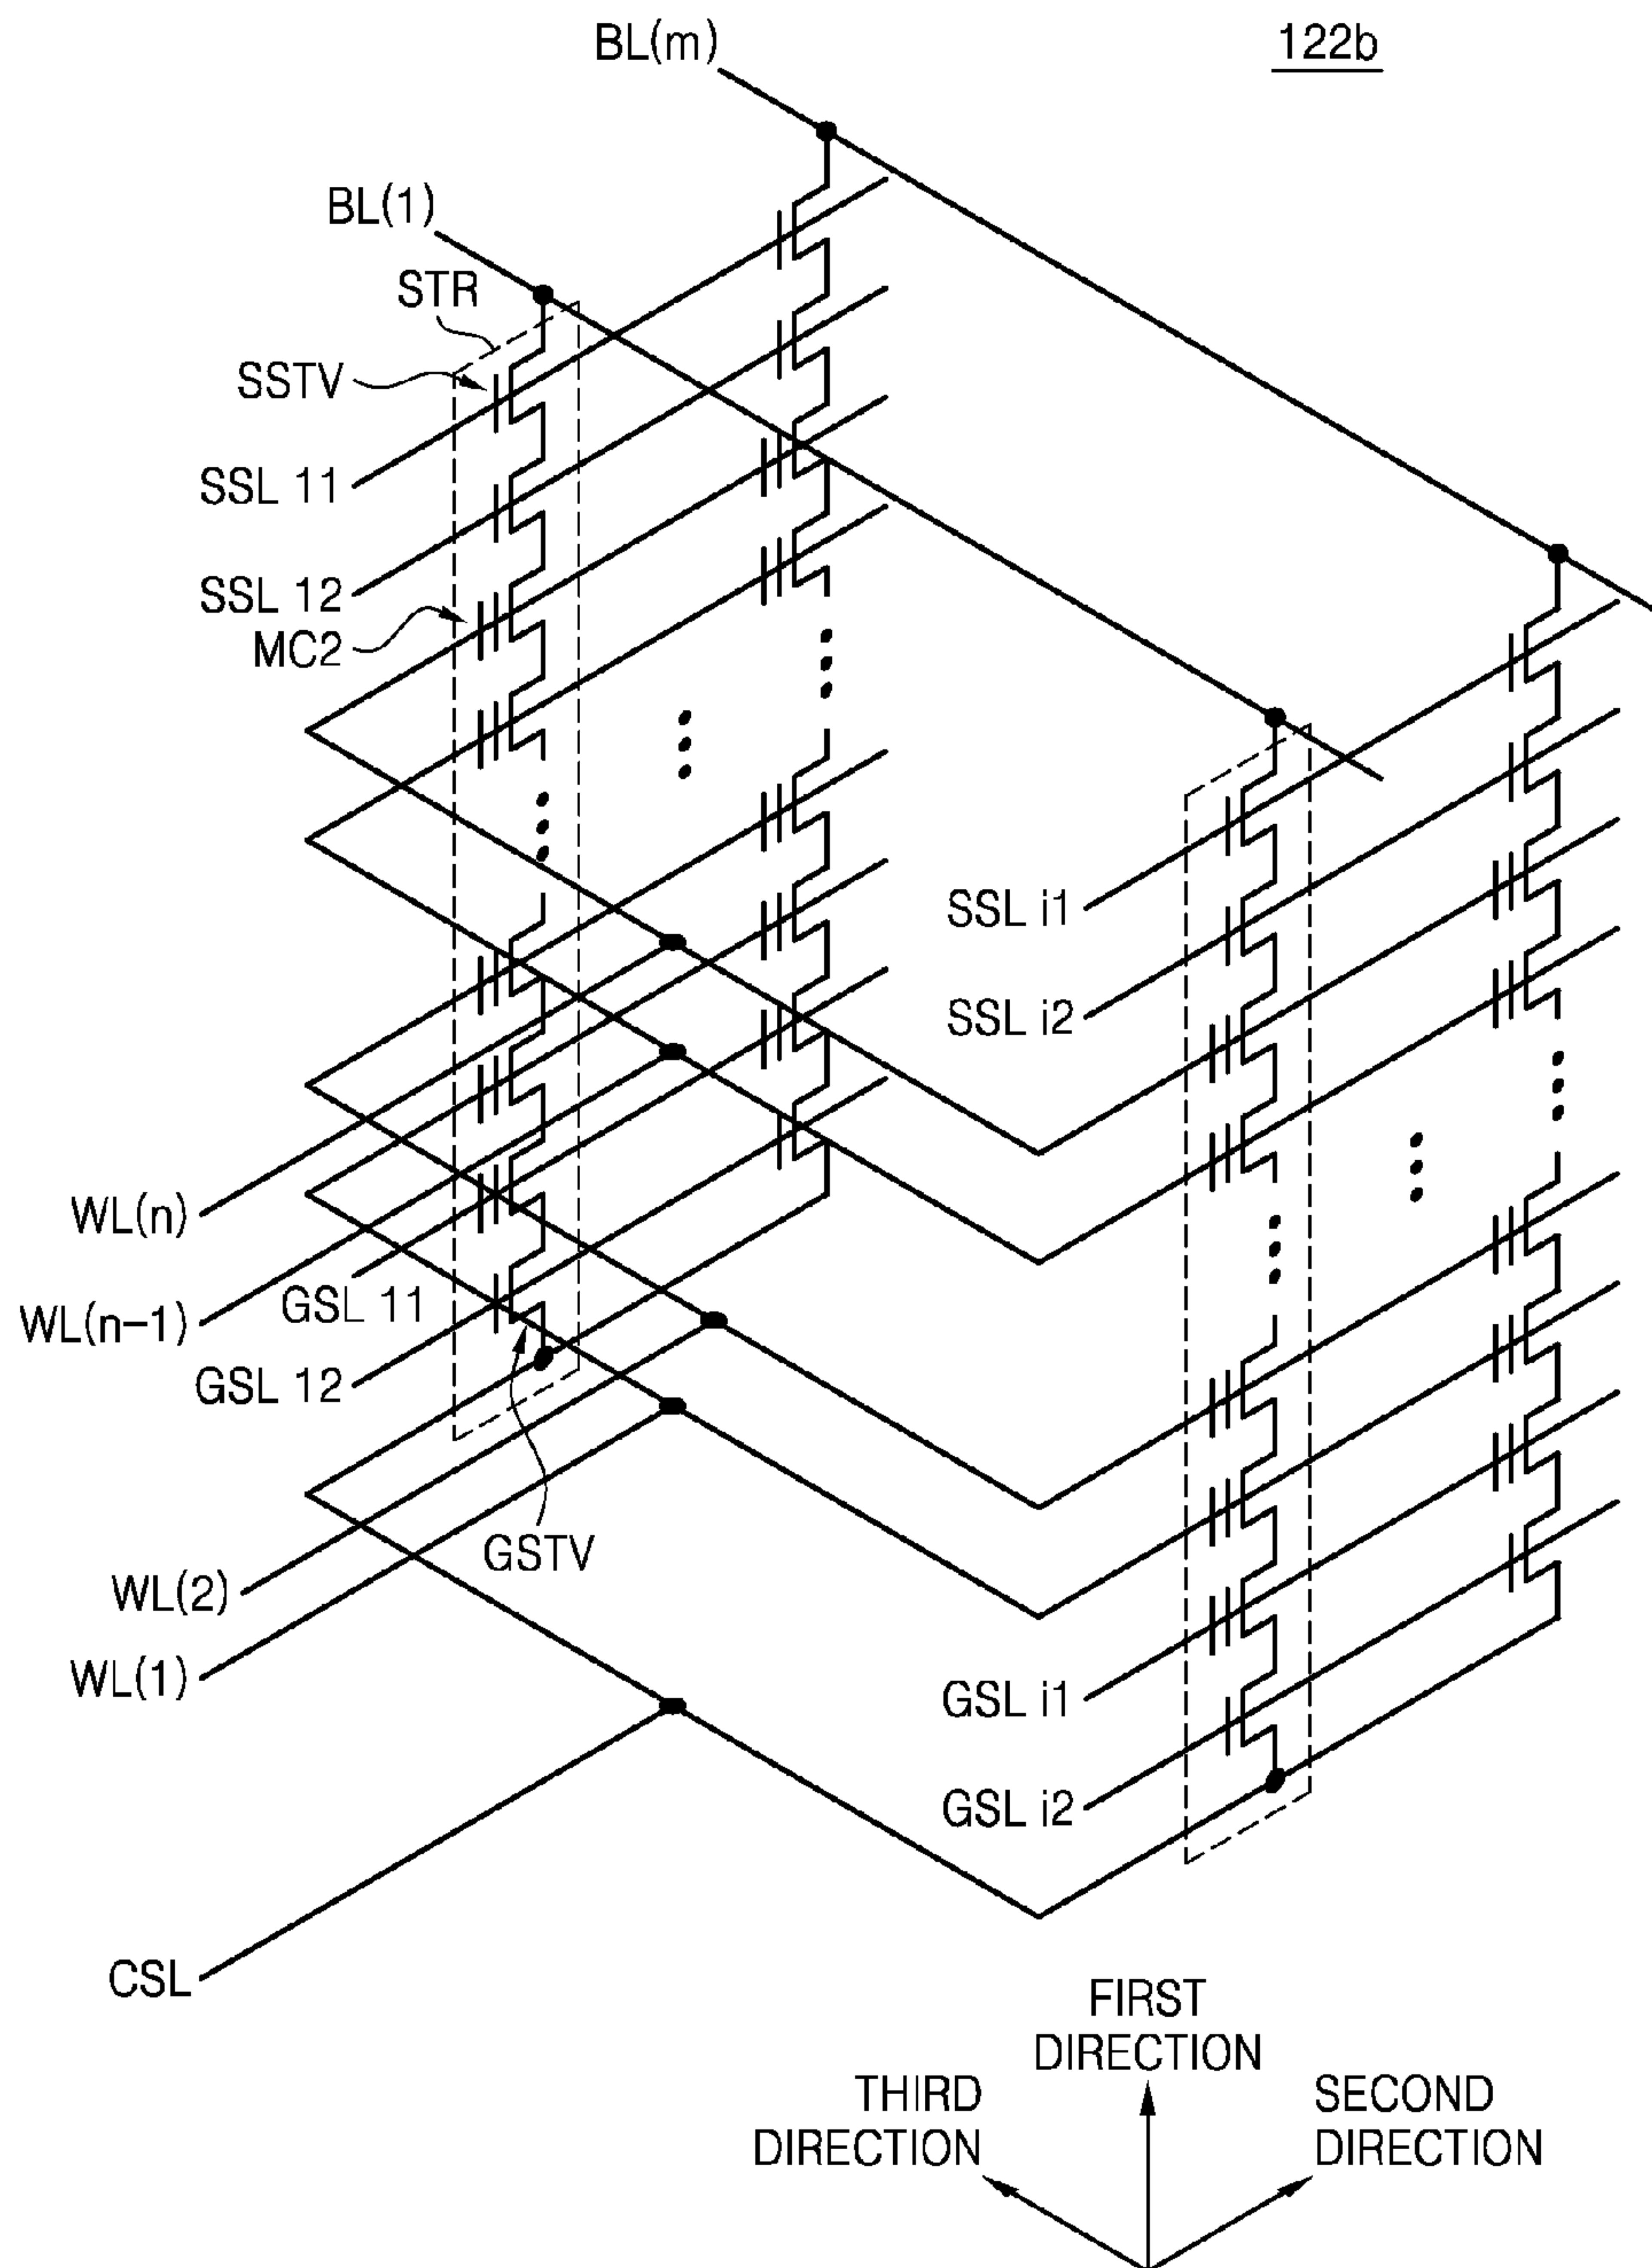 BL(m)
122b
BL(1)
STR
SSTV
SSL 11
SSL 12
MC2
SSL i1
SSL i2
WL(n)
GSL 11
WL(n-1)
GSL 12
GSTV
WL(2)
WL(1)
GSL i1
GSL i2
CSL
FIRST
DIRECTION
THIRD
DIRECTION
SECOND
DIRECTION